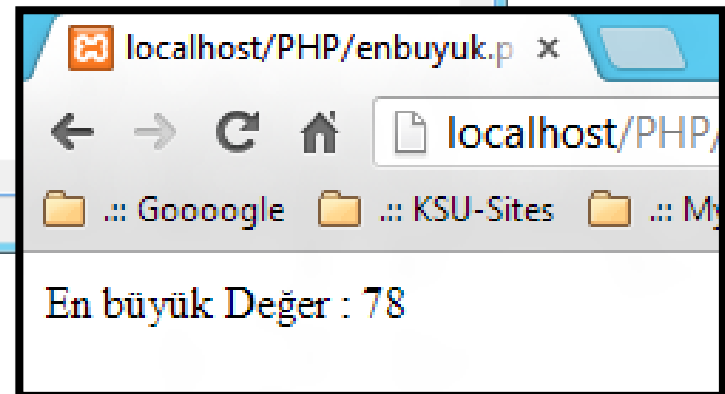 localhost/PHP/enbuyuk.p
localhost/PHP/
.:: Goooogle .:: KSU-Sites .:: My
En büyük Değer : 78